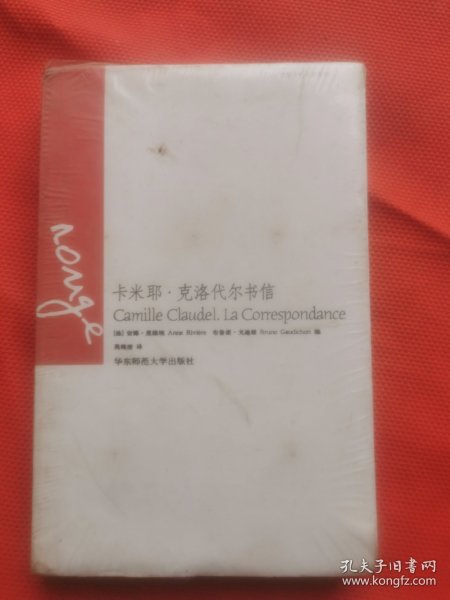 rouge
卡米耶·克洛代尔书信
Camille Claudel. La Correspondance
安娜·里维埃 Anne Rivière 布鲁诺·戈迪雄 Bruno Gaudichon 编
译
华东师范大学出版社
孔夫子旧书网
www.kongfz.com